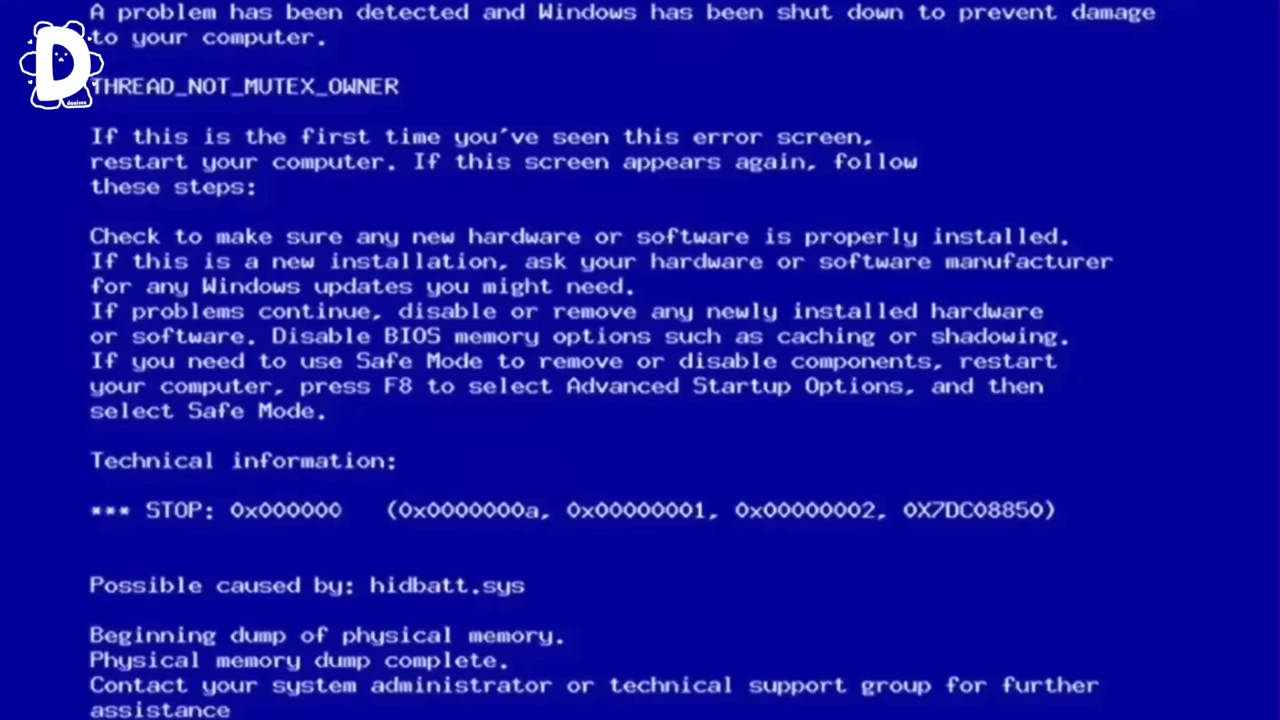 A problem has been detected and Windows has been shut down to prevent damage
to your computer.
THREAD_NOT_MUTEX_OWNER
If this is the first time you've seen this error screen,
restart your computer. If this screen appears again, follow
these steps:
Check to make sure any new hardware or software is properly installed.
If this is a new installation, ask your hardware or software manufacturer
for any Windows updates you might need.
If problems continue, disable or remove any newly installed hardware
or software. Disable BIOS memory options such as caching or shadowing.
If you need to use Safe Mode to remove or disable components, restart
your computer, press F8 to select Advanced Startup Options, and then
select Safe Mode.
Technical information:
*** STOP: 0x000000 (0x0000000a, 0x00000001, 0x00000002, 0X7DC08850)
Possible caused by: hidbatt.sys
Beginning dump of physical memory.
Physical memory dump complete.
Contact your system administrator or technical support group for further
assistance
D